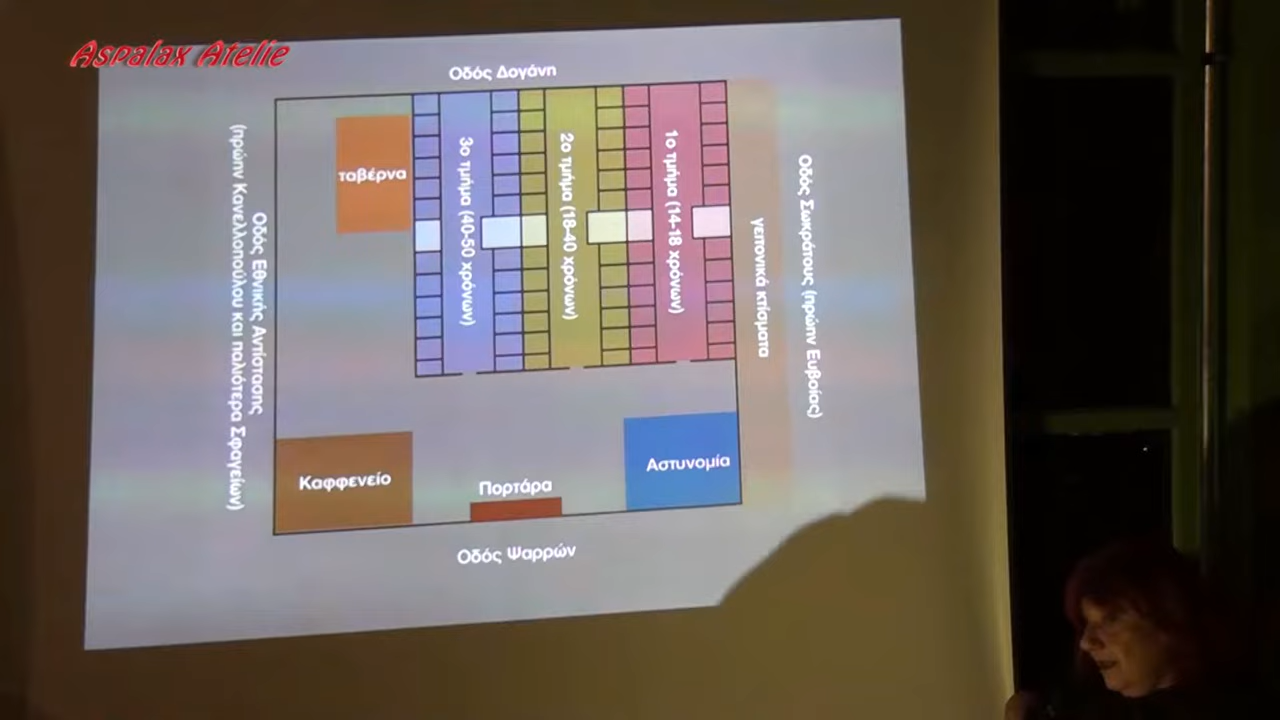 Aspalax Atelie
Οδός Δογάνη
ταβέρνα
3ο τμήμα (40-50 χρόνων)
2ο τμήμα (18-40 χρόνων)
1ο τμήμα (14-18 χρόνων)
γειτονικά κτίσματα
Οδός Σωκράτους (πρώην Ευβοίας)
Οδός Εθνικής Αντίστασης
(πρώην Κανελλοπούλου και παλιότερα Σφαγείων)
Καφφενείο
Πορτάρα
Αστυνομία
Οδός Ψαρρών